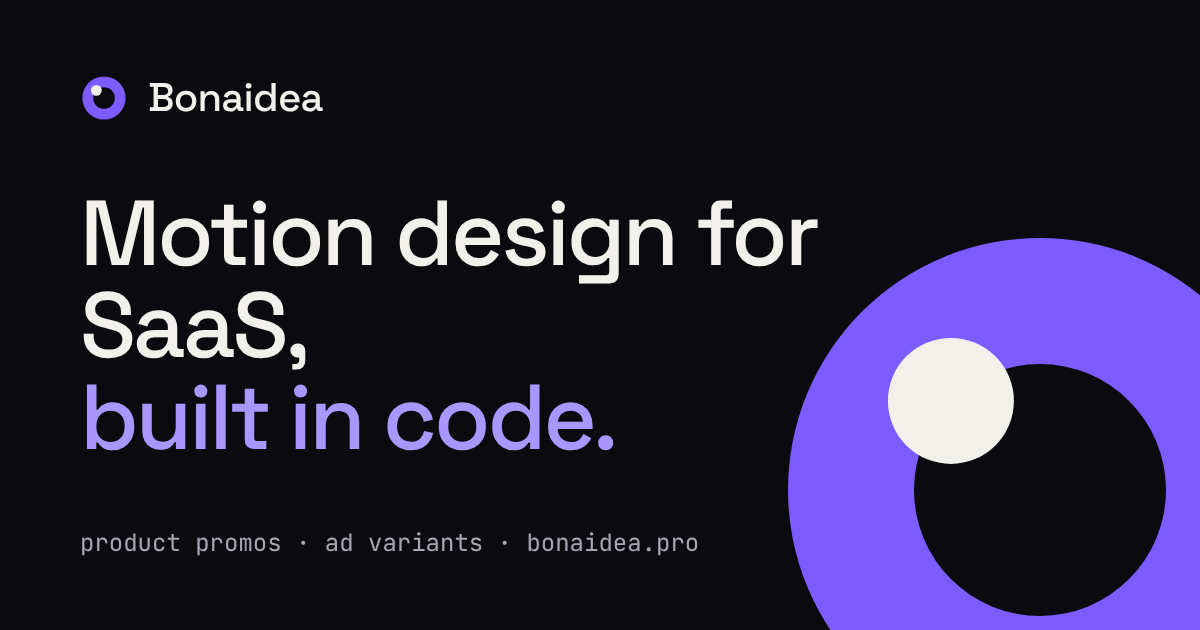 Bonaidea
Motion design for
SaaS,
built in code.
product promos · ad variants · bonaidea.pro